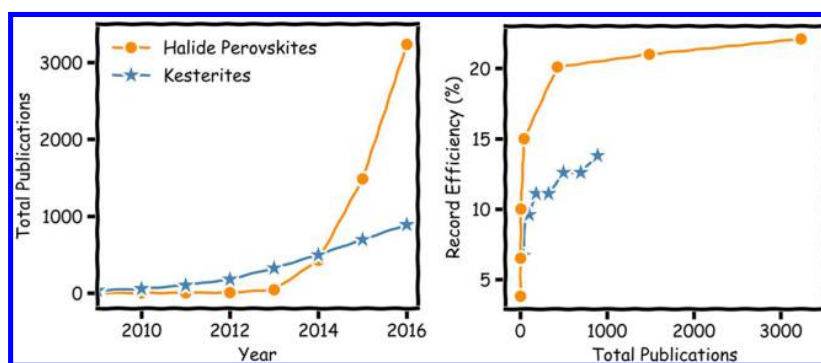 Halide Perovskites
Kesterites
3000
2000
1000
0
Total Publications
2010
2012
2014
2016
Year
20
15
10
5
Record Efficiency (%)
0
1000
2000
3000
Total Publications